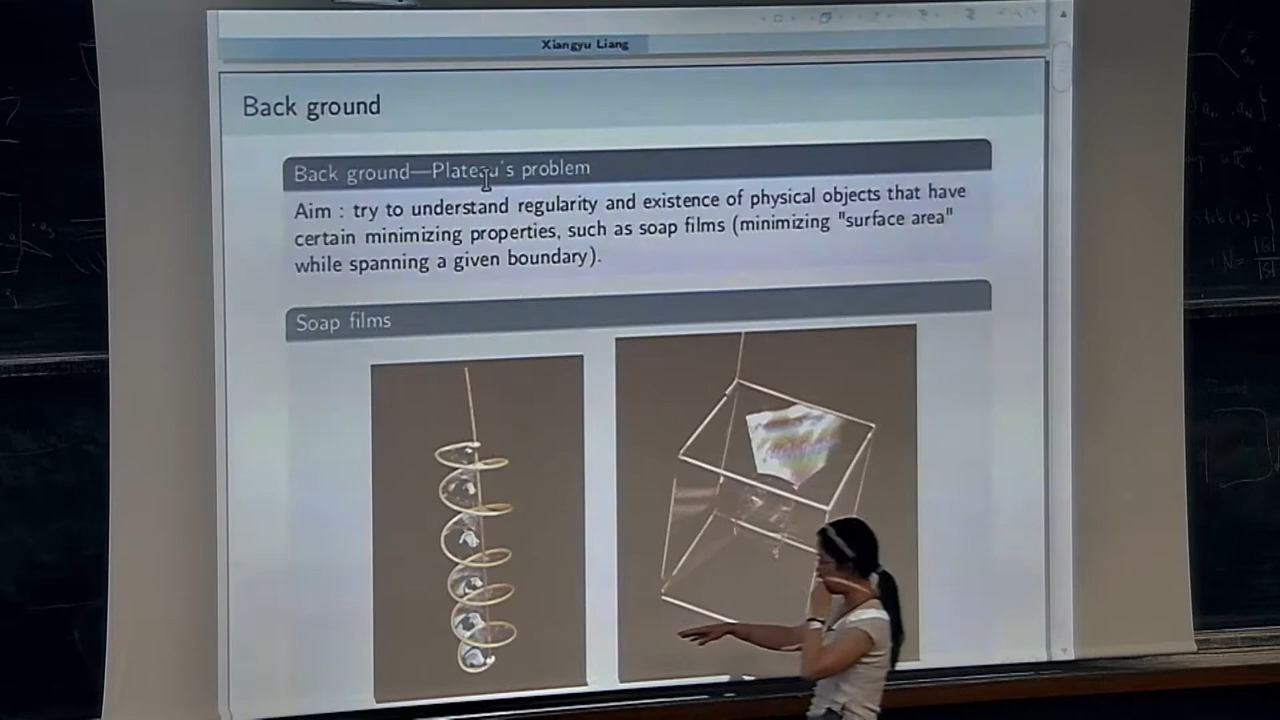 Xiangyu Liang
Back ground
Back ground—Plateau's problem
Aim : try to understand regularity and existence of physical objects that have
certain minimizing properties, such as soap films (minimizing "surface area"
while spanning a given boundary).
Soap films